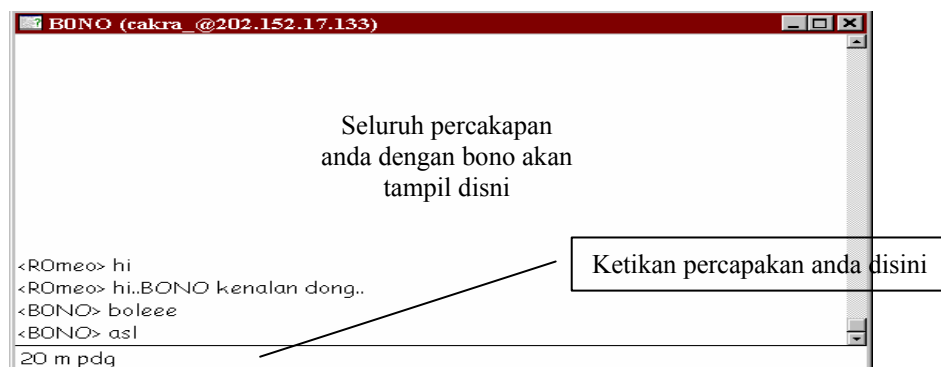 BONO (cakra_@202.152.17.133)
Seluruh percakapan
anda dengan bono akan
tampil disni
Ketikan percapakan anda disini
<ROmeo> hi
<ROmeo> hi..BONO kenalan dong..
<BONO> boleee
<BONO> asl
20 m pdg